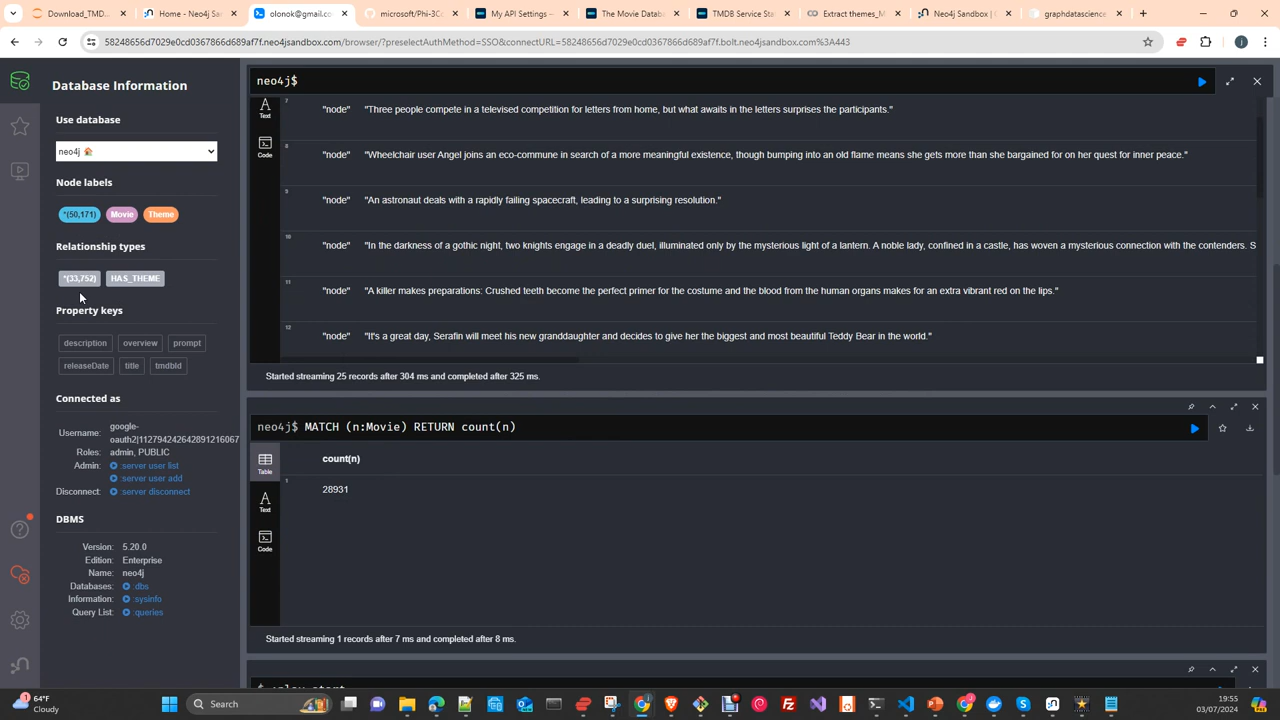 Download_TMD...
Home - Neo4j Sandbo
olonok@gmail.co
microsoft/Phi-3C
My API Settings — T
The Movie Databa
TMDB Service Sta
Extract themes_M
Neo4j Sandbox | C
graphdatascience
58248656d7029e0cd0367d66d689af7f.neo4jsandbox.com/browser/?preselectAuthMethod=SSO&connectURL=58248656d7029e0cd0367d66d689af7f.bolt.neo4jsandbox.com%3A443
Database Information
Use database
neo4j
Node labels
*(50,171) Movie Theme
Relationship types
*(33,752) HAS_THEME
Property keys
description overview prompt
releaseDate title tmdbId
Connected as
Username: google-
oauth2|112794242642891216067
Roles: admin, PUBLIC
Admin: :server user list
:server user add
Disconnect: :server disconnect
DBMS
Version: 5.20.0
Edition: Enterprise
Name: neo4j
Databases: :dbs
Information: :sysinfo
Query List: :queries
neo4j$
Text
Code
7 "node" "Three people compete in a televised competition for letters from home, but what awaits in the letters surprises the participants."
8 "node" "Wheelchair user Angel joins an eco-commune in search of a more meaningful existence, though bumping into an old flame means she gets more than she bargained for on her quest for inner peace."
9 "node" "An astronaut deals with a rapidly failing spacecraft, leading to a surprising resolution."
10 "node" "In the darkness of a gothic night, two knights engage in a deadly duel, illuminated only by the mysterious light of a lantern. A noble lady, confined in a castle, has woven a mysterious connection with the contenders. S
11 "node" "A killer makes preparations: Crushed teeth become the perfect primer for the costume and the blood from the human organs makes for an extra vibrant red on the lips."
12 "node" "It's a great day, Serafin will meet his new granddaughter and decides to give her the biggest and most beautiful Teddy Bear in the world."
Started streaming 25 records after 304 ms and completed after 325 ms.
neo4j$ MATCH (n:Movie) RETURN count(n)
Table
Text
Code
count(n)
1 28931
Started streaming 1 records after 7 ms and completed after 8 ms.
$ :play start
64°F
Cloudy
Search
19:55
03/07/2024